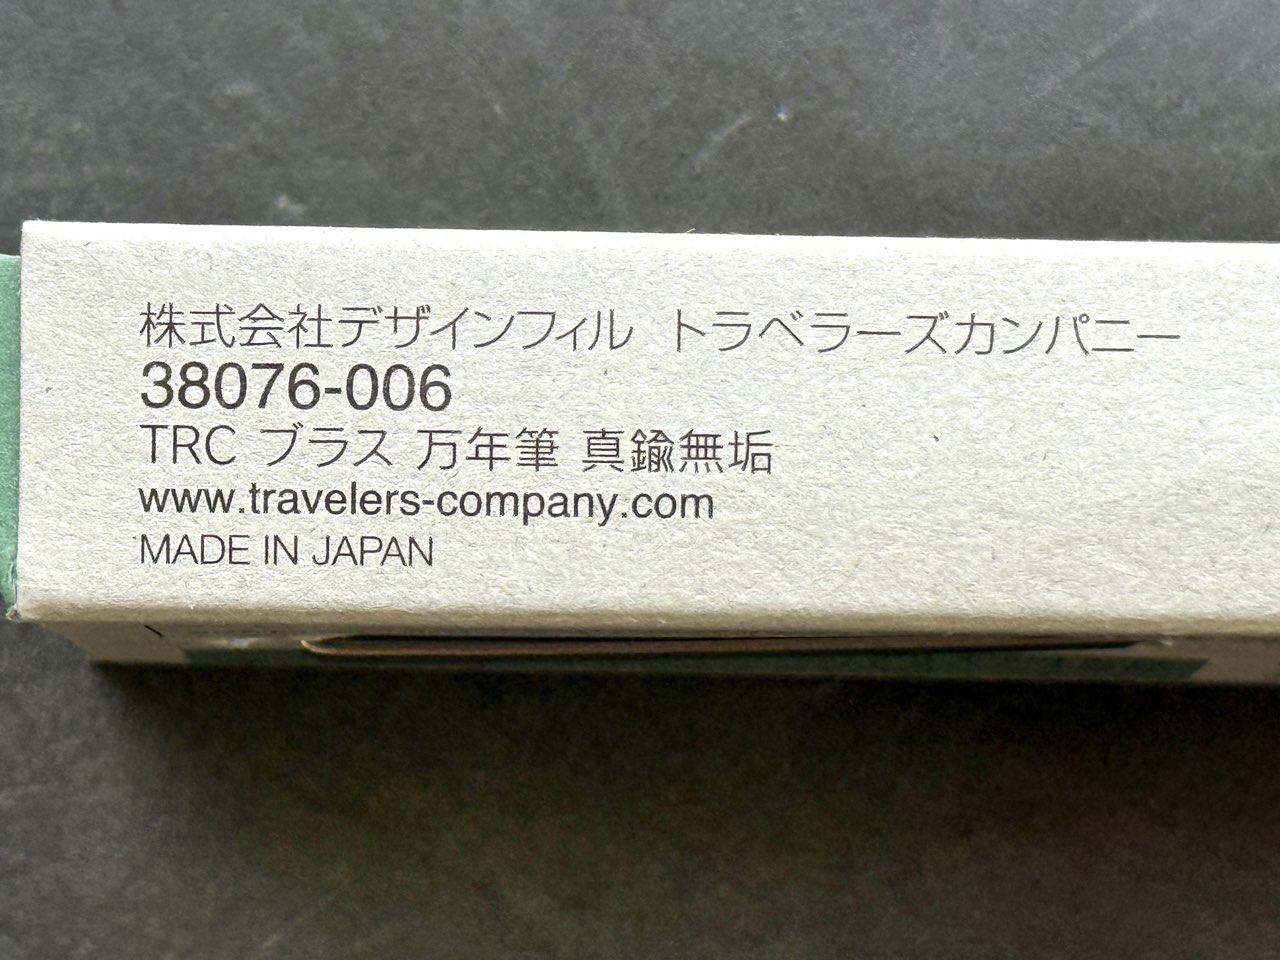 株式会社デザインフィル トラベラーズカンパニー
38076-006
TRC ブラス 万年筆 真鍮無垢
www.travelers-company.com
MADE IN JAPAN